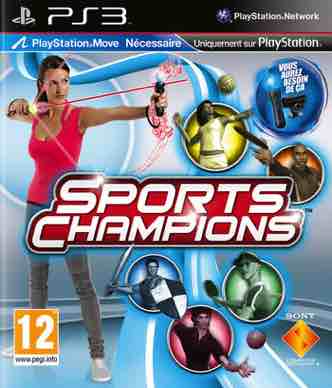 PS3
PlayStation®Network
PlayStation®Move Nécessaire
Uniquement sur PlayStation®
VOUS
AUREZ
BESOIN
DE ÇA
SPORTS
CHAMPIONS™
12
www.pegi.info
SONY